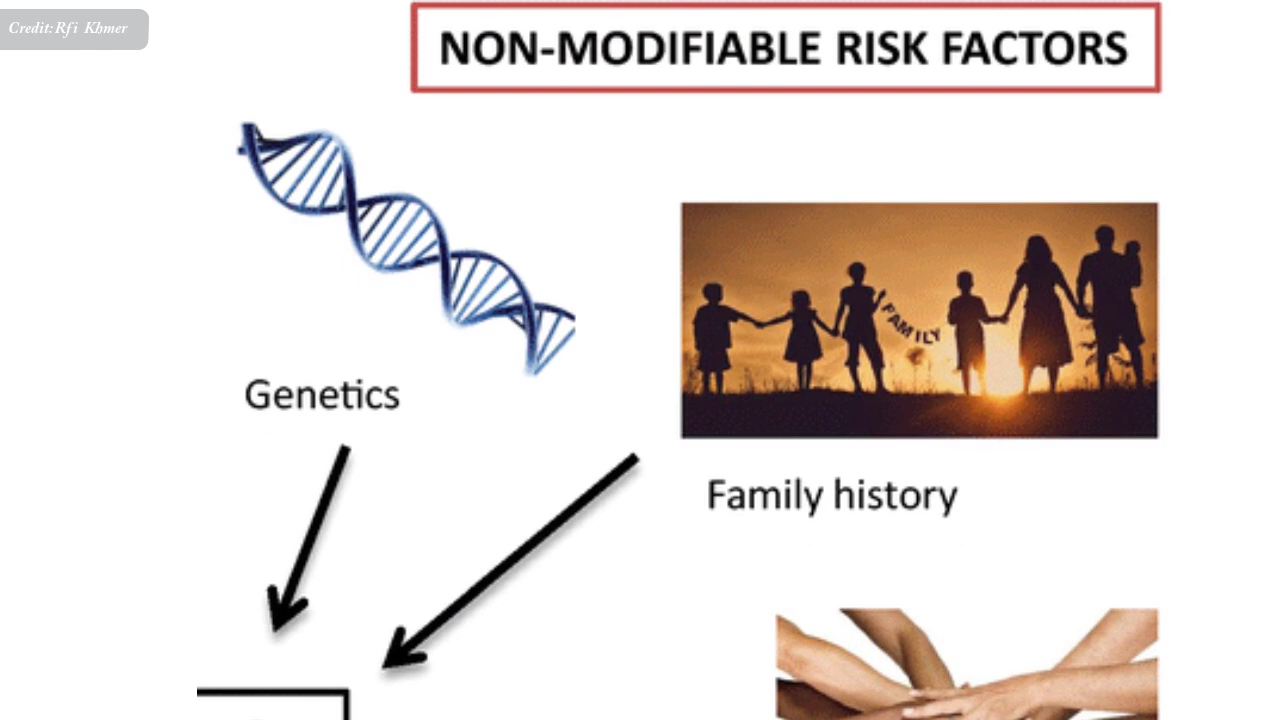 Credit:Rfi Khmer
NON-MODIFIABLE RISK FACTORS
FAMILY
Genetics
Family history